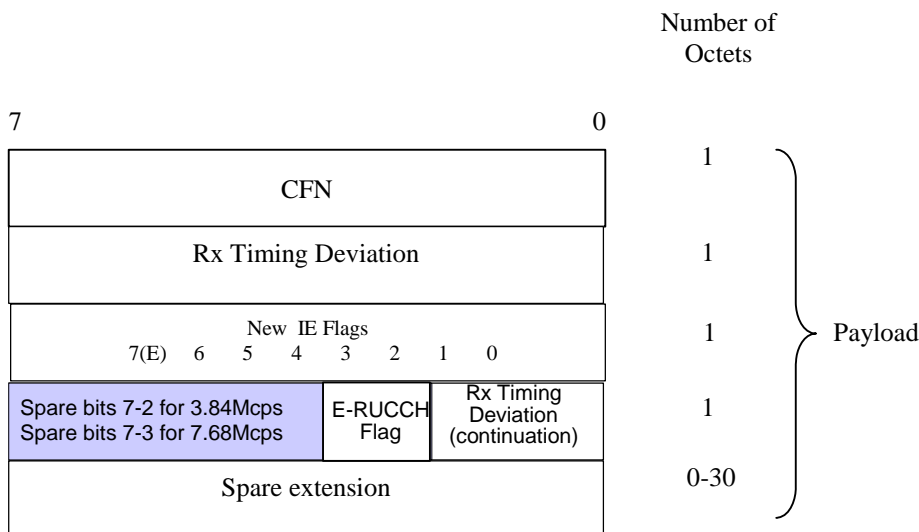 Number of
Octets
7 0
CFN 1
Rx Timing Deviation 1
New IE Flags
7(E) 6 5 4 3 2 1 0
1
Payload
Spare bits 7-2 for 3.84Mcps
Spare bits 7-3 for 7.68Mcps
E-RUCCH
Flag
Rx Timing
Deviation
(continuation)
1
Spare extension 0-30